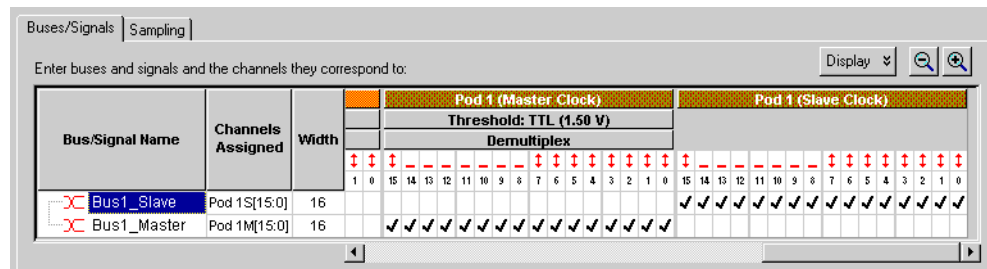 Buses/Signals Sampling
Enter buses and signals and the channels they correspond to: Display
Pod 1 (Master Clock) Pod 1 (Slave Clock)
Threshold: TTL (1.50 V)
Bus/Signal Name Channels Assigned Width Demultiplex
1 0 15 14 13 12 11 10 9 8 7 6 5 4 3 2 1 0 15 14 13 12 11 10 9 8 7 6 5 4 3 2 1 0
Bus1_Slave Pod 1S[15:0] 16
Bus1_Master Pod 1M[15:0] 16